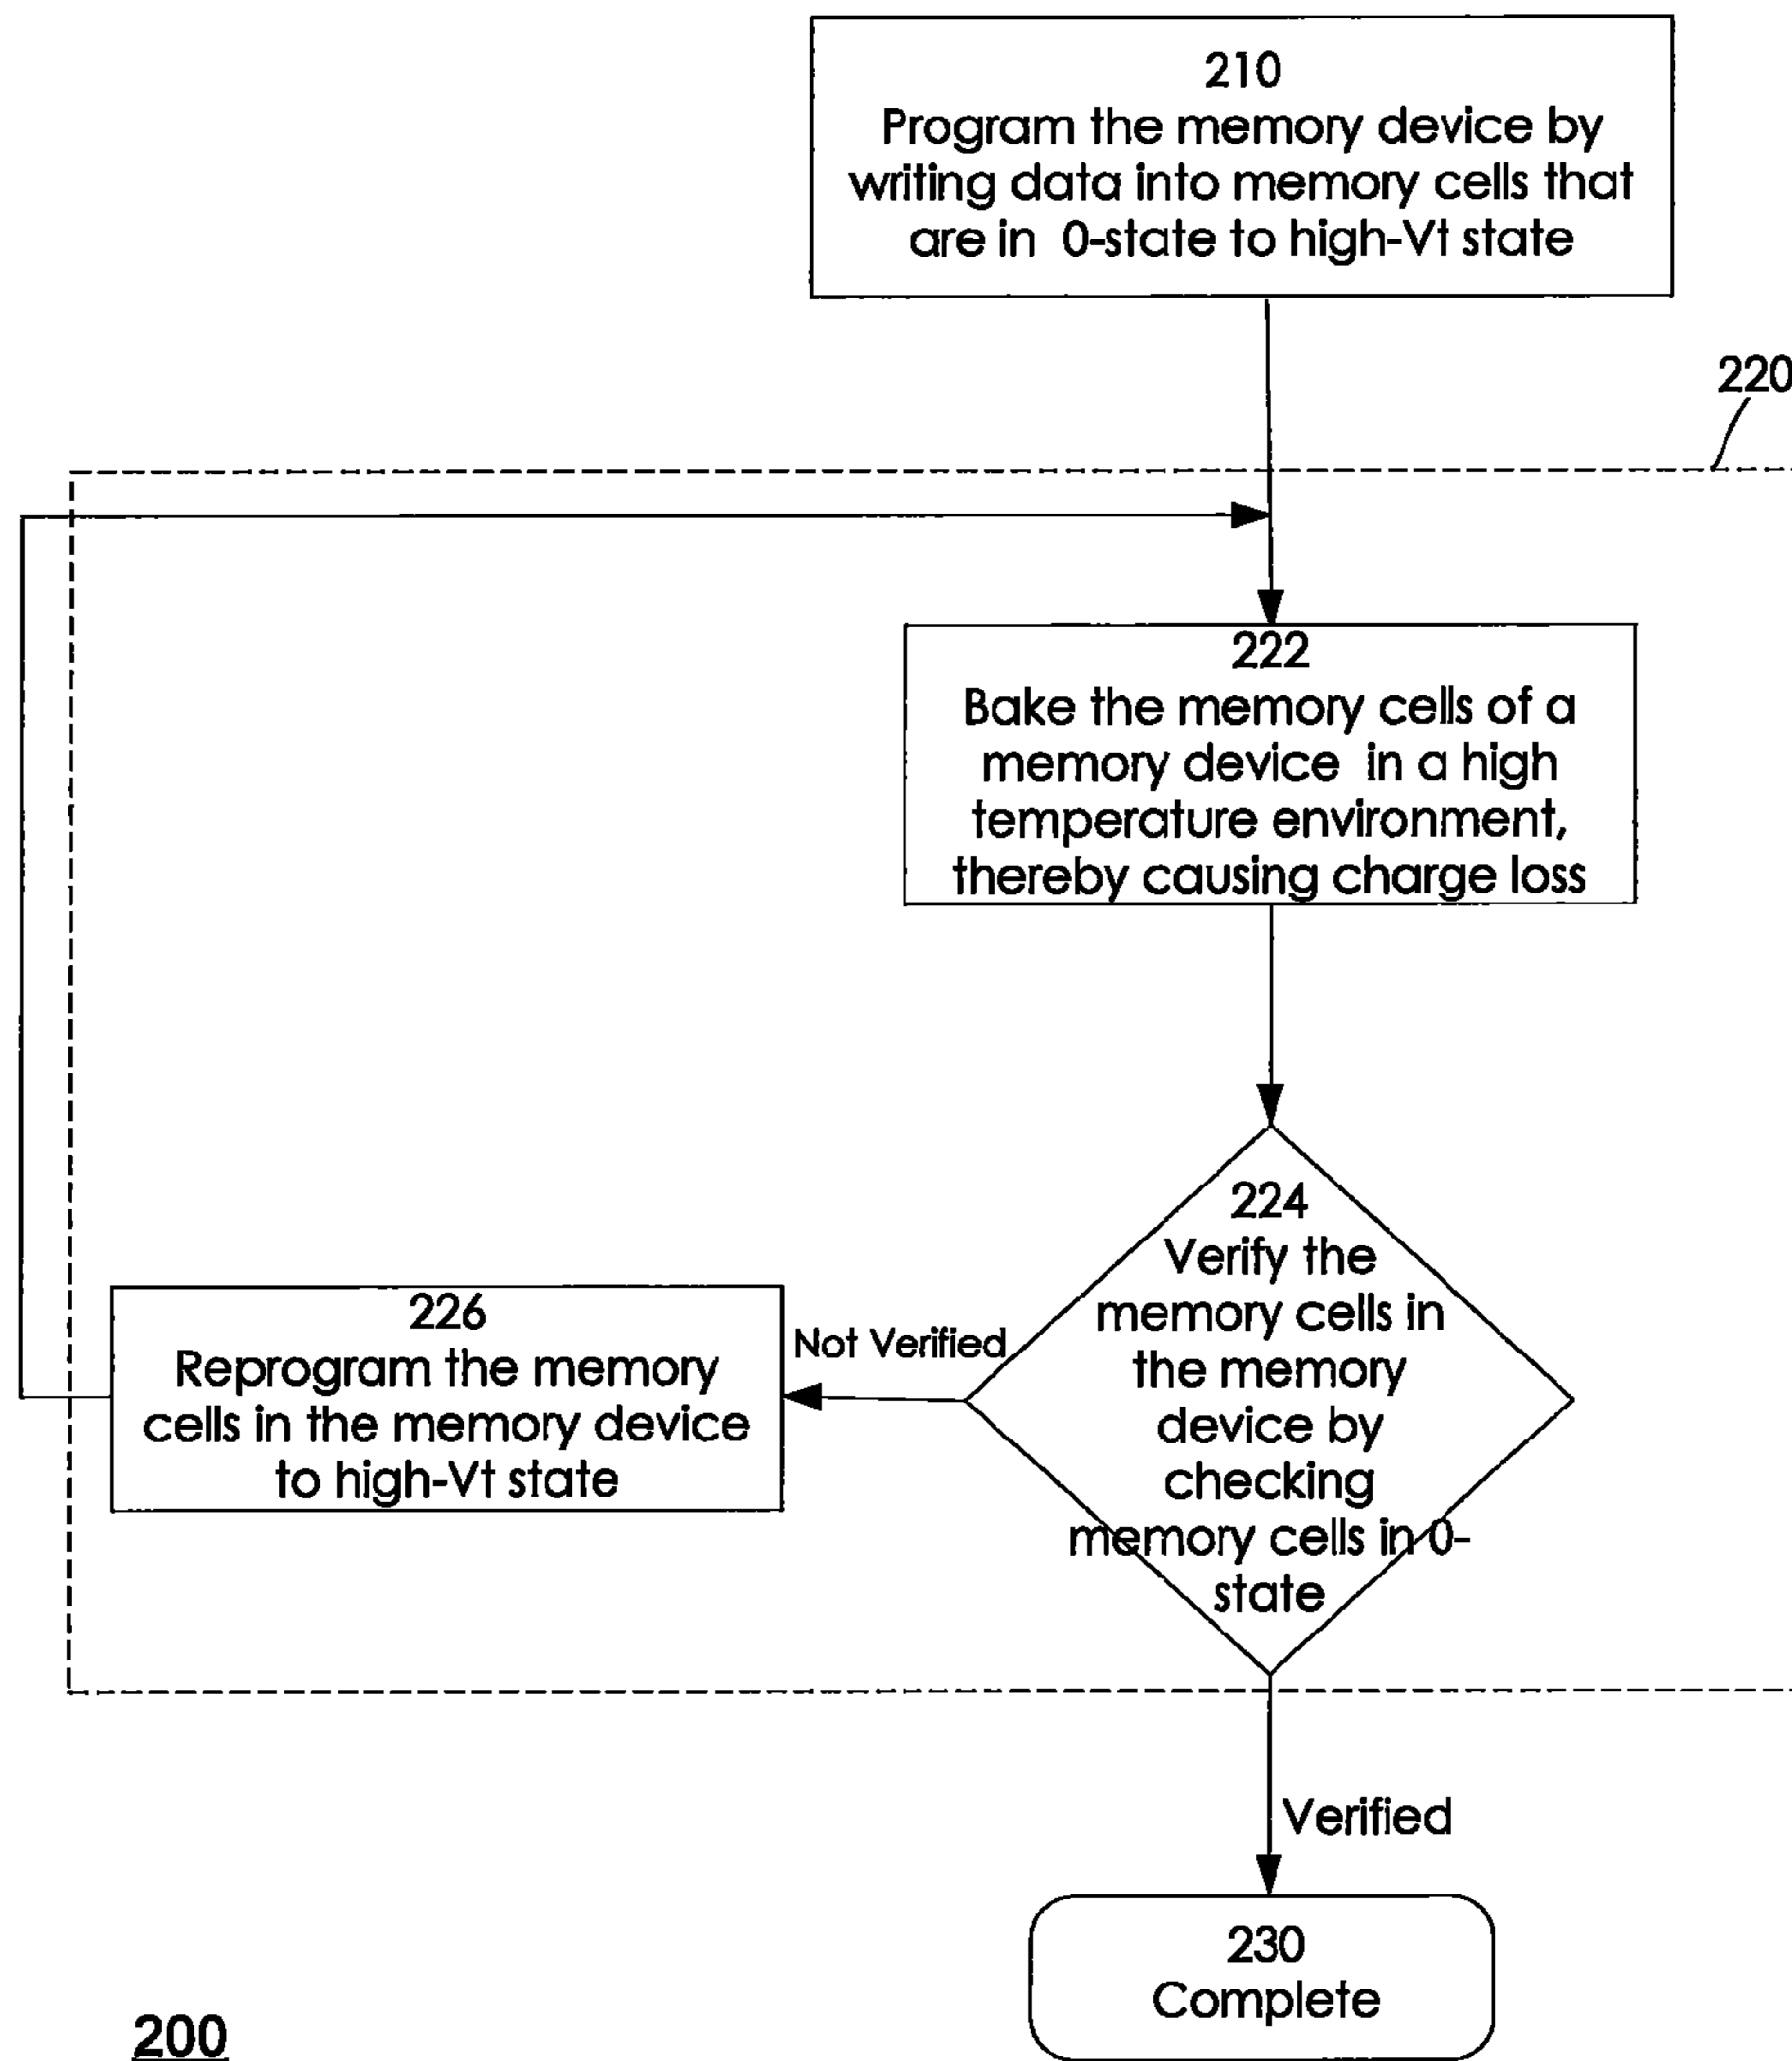 210
Program the memory device by
writing data into memory cells that
are in 0-state to high-Vt state
220
222
Bake the memory cells of a
memory device in a high
temperature environment,
thereby causing charge loss
224
Verify the
memory cells in
the memory
device by
checking
memory cells in 0-
state
Not Verified
226
Reprogram the memory
cells in the memory device
to high-Vt state
Verified
230
Complete
200